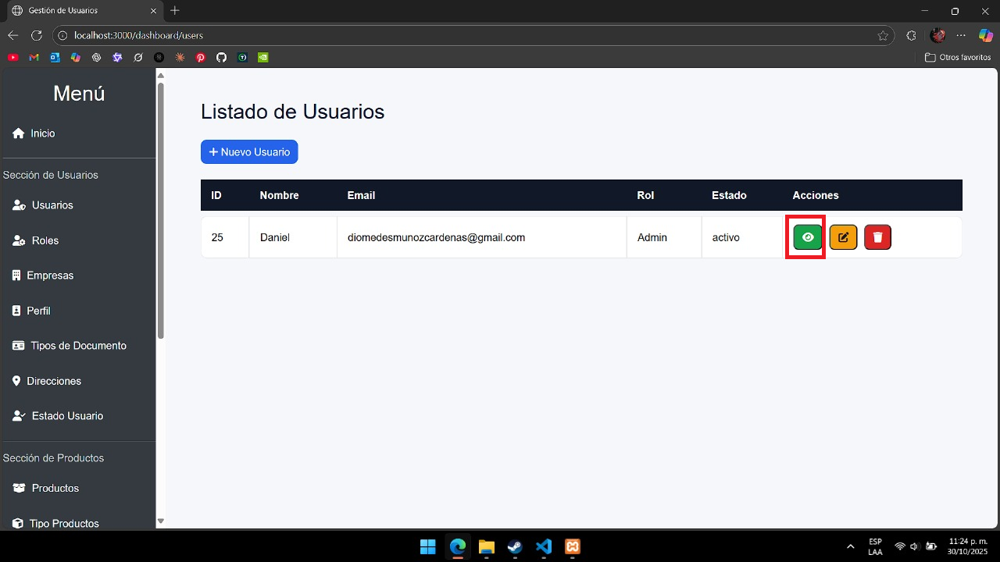 Gestión de Usuarios
localhost:3000/dashboard/users
Otros favoritos
Menú
Inicio
Sección de Usuarios
Usuarios
Roles
Empresas
Perfil
Tipos de Documento
Direcciones
Estado Usuario
Sección de Productos
Productos
Tipo Productos
Listado de Usuarios
+ Nuevo Usuario
ID Nombre Email Rol Estado Acciones
25 Daniel diomedesmunozcardenas@gmail.com Admin activo
ESP
LAA
11:24 p. m.
30/10/2025